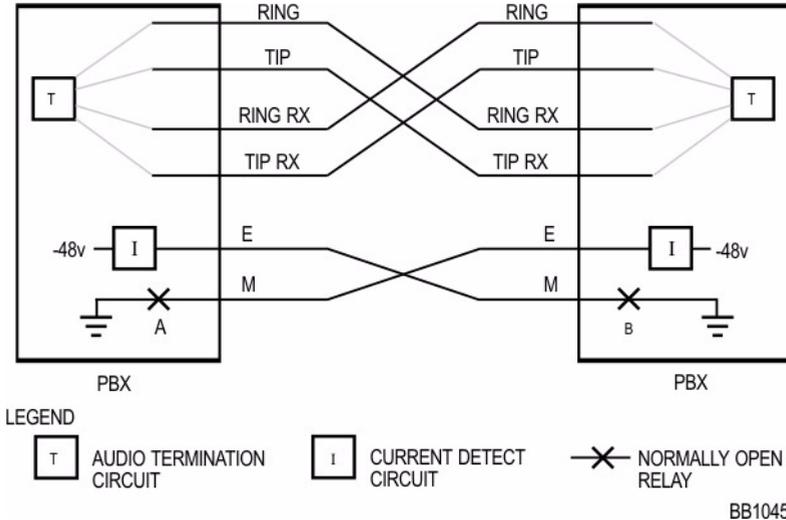 RING RING
TIP TIP
T T
RING RX RING RX
TIP RX TIP RX
E E
-48v I I -48v
M M
A B
PBX PBX
LEGEND
T AUDIO TERMINATION CIRCUIT
I CURRENT DETECT CIRCUIT
NORMALLY OPEN RELAY
BB1045